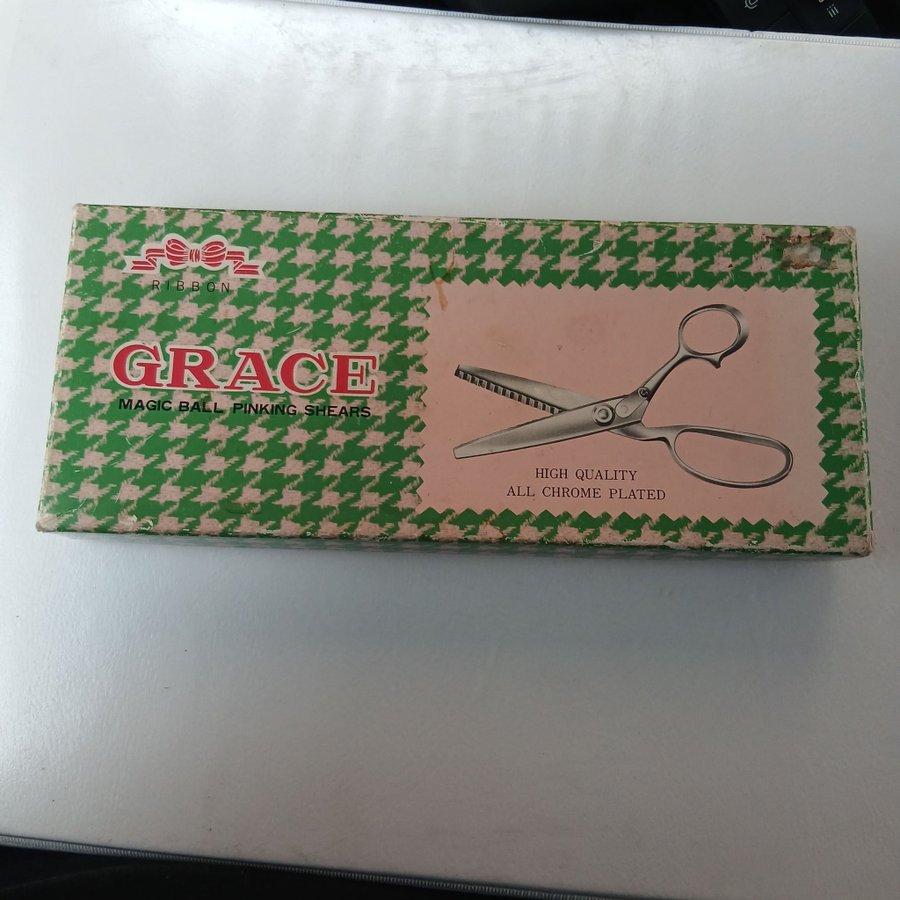 RIBBON
GRACE
MAGIC BALL PINKING SHEARS
HIGH QUALITY
ALL CHROME PLATED